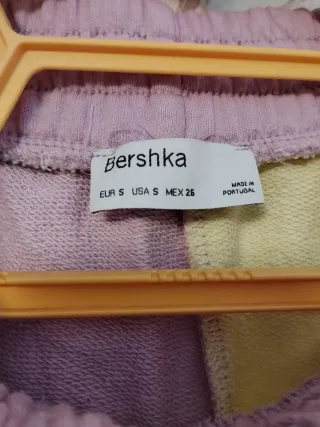 Bershka
EUR S USA S MEX 26
MADE IN
PORTUGAL